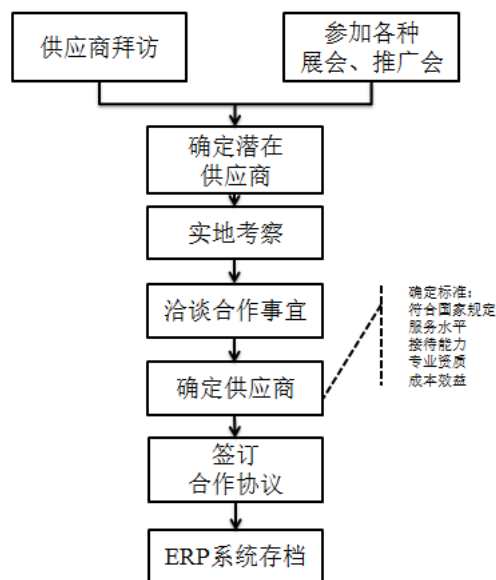 供应商拜访
参加各种
展会、推广会
确定潜在
供应商
实地考察
洽谈合作事宜
确定标准：
符合国家规定
服务水平
接待能力
专业资质
成本效益
确定供应商
签订
合作协议
ERP系统存档